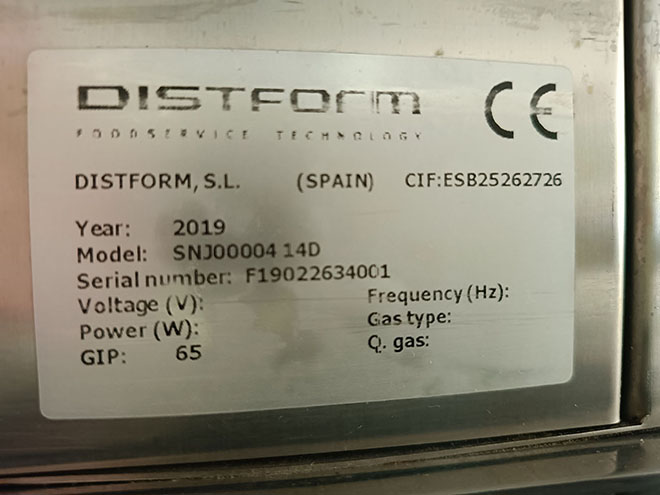 DISTFORM
FOODSERVICE TECHNOLOGY
CE
DISTFORM, S.L. (SPAIN) CIF:ESB25262726
Year: 2019
Model: SNJ00004 14D
Serial number: F19022634001
Voltage (V): Frequency (Hz):
Power (W): Gas type:
GIP: 65 Q. gas: